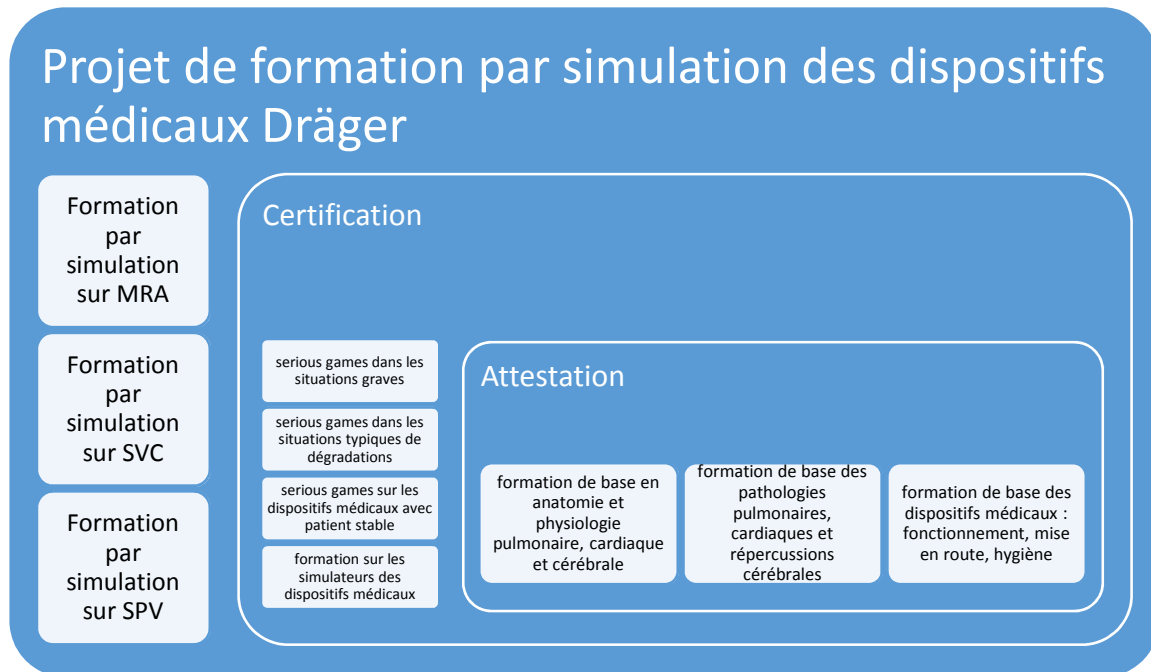 Projet de formation par simulation des dispositifs
médicaux Dräger
Formation
par
simulation
sur MRA
Formation
par
simulation
sur SVC
Formation
par
simulation
sur SPV
Certification
serious games dans les
situations graves
serious games dans les
situations typiques de
dégradations
serious games sur les
dispositifs médicaux avec
patient stable
formation sur les
simulateurs des
dispositifs médicaux
Attestation
formation de base en
anatomie et
physiologie
pulmonaire, cardiaque
et cérébrale
formation de base des
pathologies
pulmonaires,
cardiaques et
répercussions
cérébrales
formation de base des
dispositifs médicaux :
fonctionnement, mise
en route, hygiène